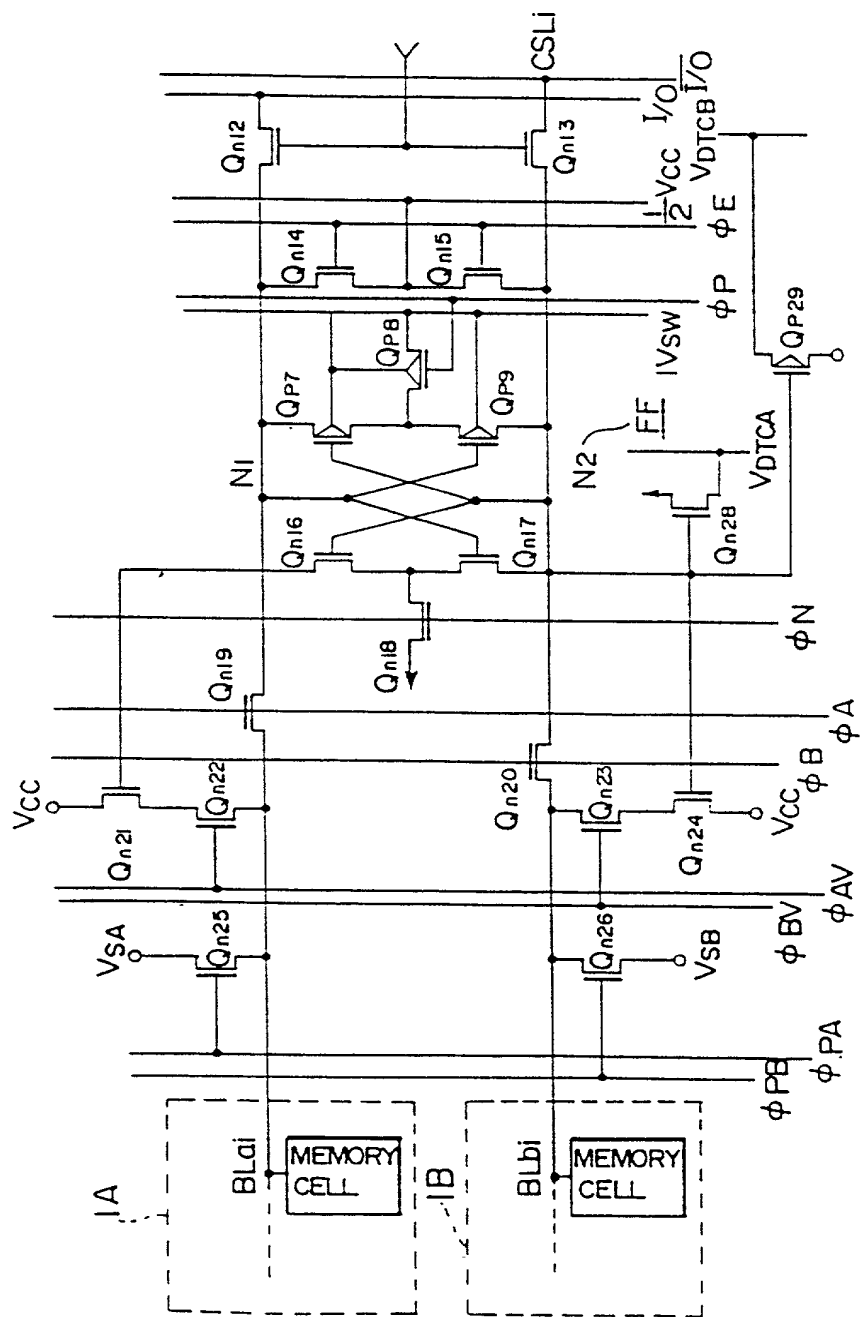 1A
BLai
MEMORY
CELL
1B
BLbi
MEMORY
CELL
φPB
φPA
VSA
Qn25
Qn26
VSB
φBV
φAV
VCC
Qn21
Qn22
Qn20
Qn23
Qn24
VCC
φB
φA
Qn19
φN
Qn18
Qn16
Qn17
N1
N2
FF
Qn28
VDTCA
QP7
QP8
QP9
1VSW
φP
QP29
Qn14
Qn15
φE
1/2 VCC
VDTCB
Qn12
Qn13
CSLi
I/O
I/O